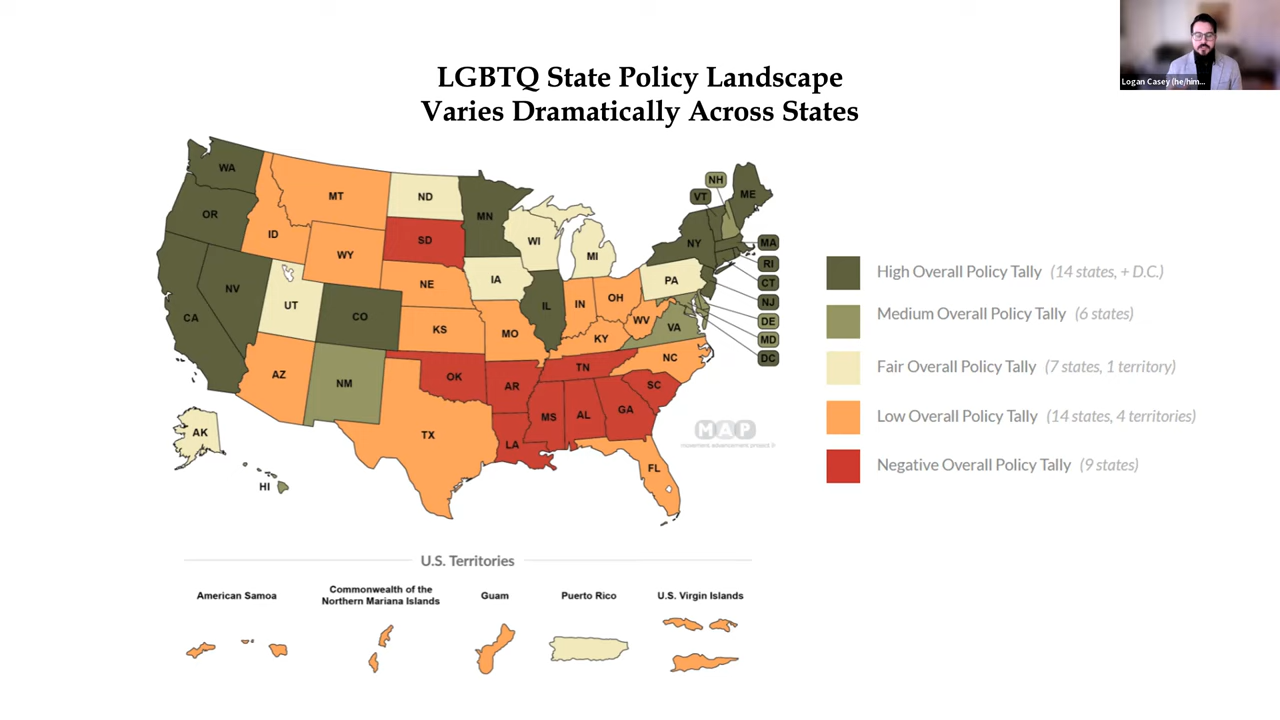 Logan Casey (he/him...
LGBTQ State Policy Landscape
Varies Dramatically Across States
WA
MT
ND
MN
NH
VT
ME
OR
ID
WY
SD
WI
MI
NY
MA
RI
CT
NJ
DE
MD
DC
NV
UT
CO
NE
IA
IL
IN
OH
PA
CA
KS
MO
KY
WV
VA
AZ
NM
OK
AR
TN
NC
SC
MS
AL
GA
TX
LA
FL
AK
HI
MAP
movement advancement project
High Overall Policy Tally (14 states, + D.C.)
Medium Overall Policy Tally (6 states)
Fair Overall Policy Tally (7 states, 1 territory)
Low Overall Policy Tally (14 states, 4 territories)
Negative Overall Policy Tally (9 states)
U.S. Territories
American Samoa
Commonwealth of the
Northern Mariana Islands
Guam
Puerto Rico
U.S. Virgin Islands